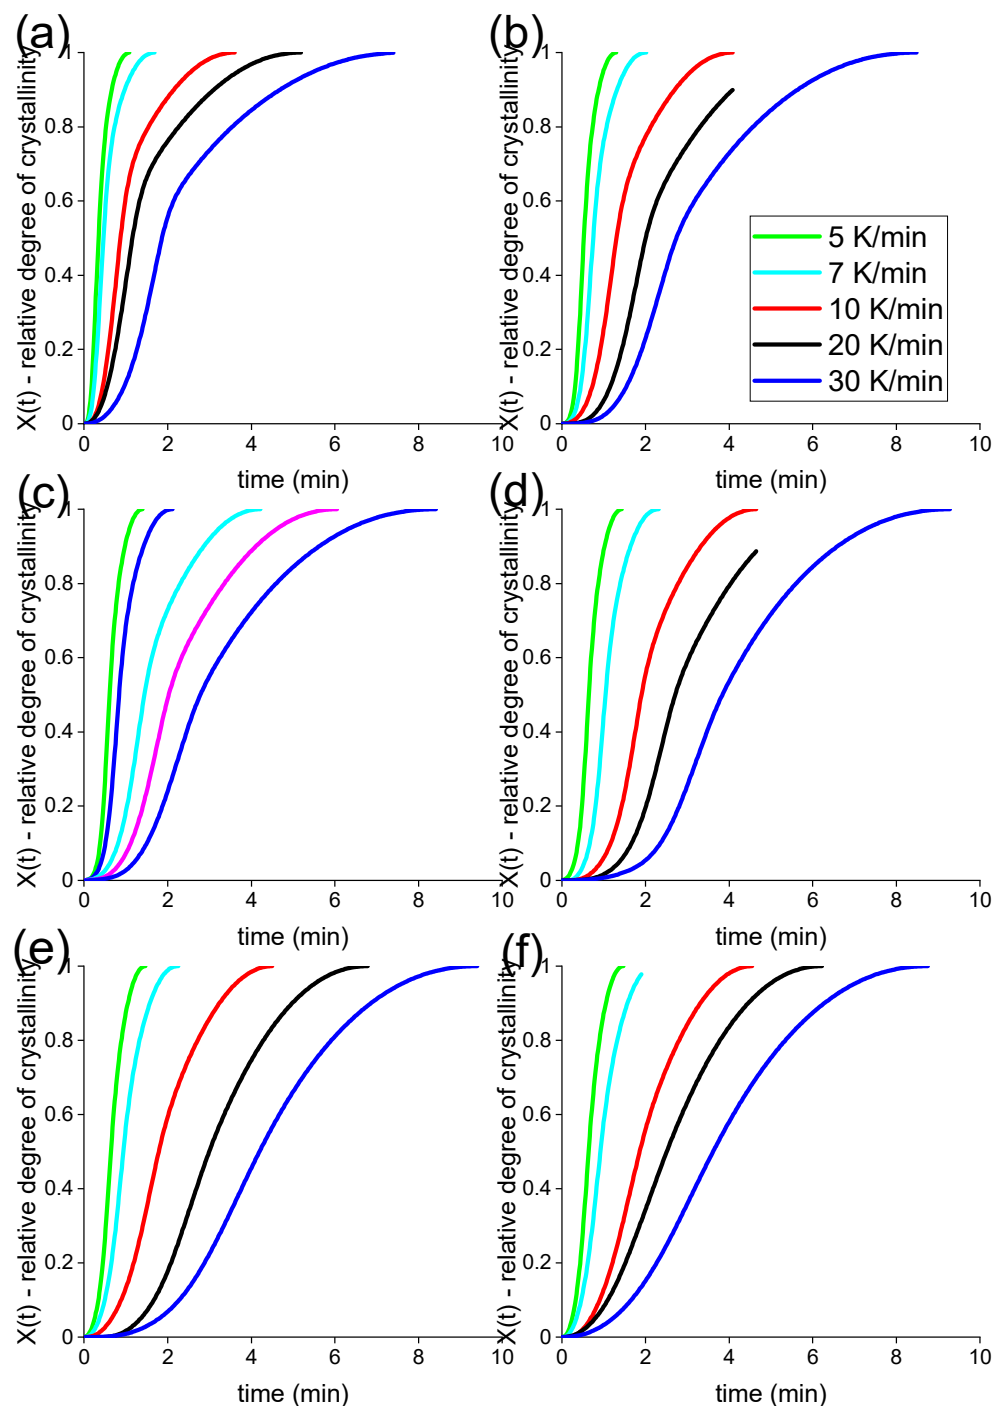 (a)
X(t) - relative degree of crystallinity
1
0.8
0.6
0.4
0.2
0
0 2 4 6 8 10
time (min)
(b)
X(t) - relative degree of crystallinity
1
0.8
0.6
0.4
0.2
0
0 2 4 6 8 10
time (min)
5 K/min
7 K/min
10 K/min
20 K/min
30 K/min
(c)
X(t) - relative degree of crystallinity
1
0.8
0.6
0.4
0.2
0
0 2 4 6 8 10
time (min)
(d)
X(t) - relative degree of crystallinity
1
0.8
0.6
0.4
0.2
0
0 2 4 6 8 10
time (min)
(e)
X(t) - relative degree of crystallinity
1
0.8
0.6
0.4
0.2
0
0 2 4 6 8 10
time (min)
(f)
X(t) - relative degree of crystallinity
1
0.8
0.6
0.4
0.2
0
0 2 4 6 8 10
time (min)